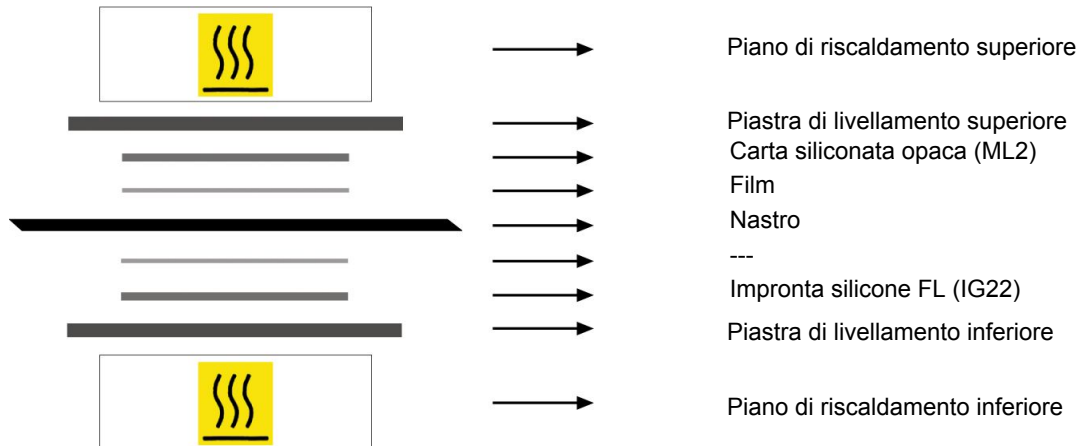 Piano di riscaldamento superiore
Piastra di livellamento superiore
Carta siliconata opaca (ML2)
Film
Nastro
---
Impronta silicone FL (IG22)
Piastra di livellamento inferiore
Piano di riscaldamento inferiore